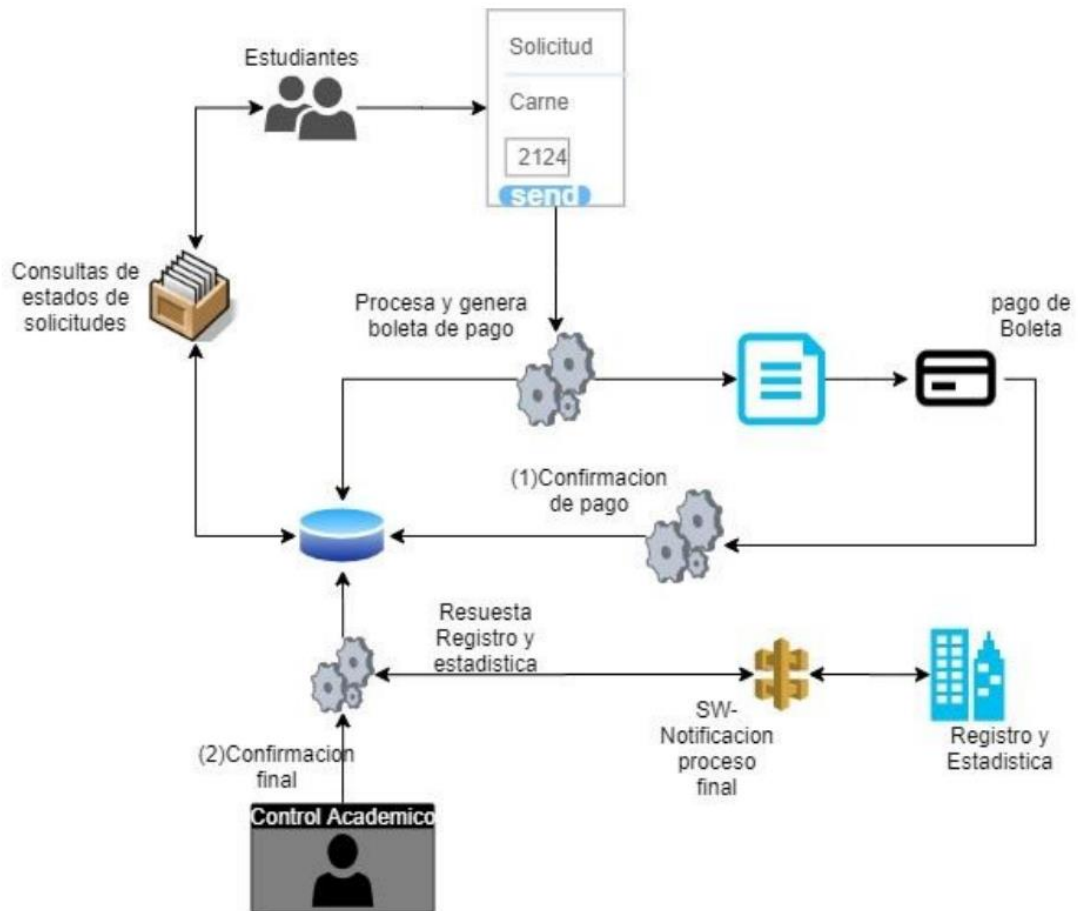 Estudiantes
Solicitud
Carne
2124
send
Consultas de
estados de
solicitudes
Procesa y genera
boleta de pago
pago de
Boleta
(1)Confirmacion
de pago
Resuesta
Registro y
estadistica
SW-
Notificacion
proceso
final
Registro y
Estadistica
(2)Confirmacion
final
Control Academico